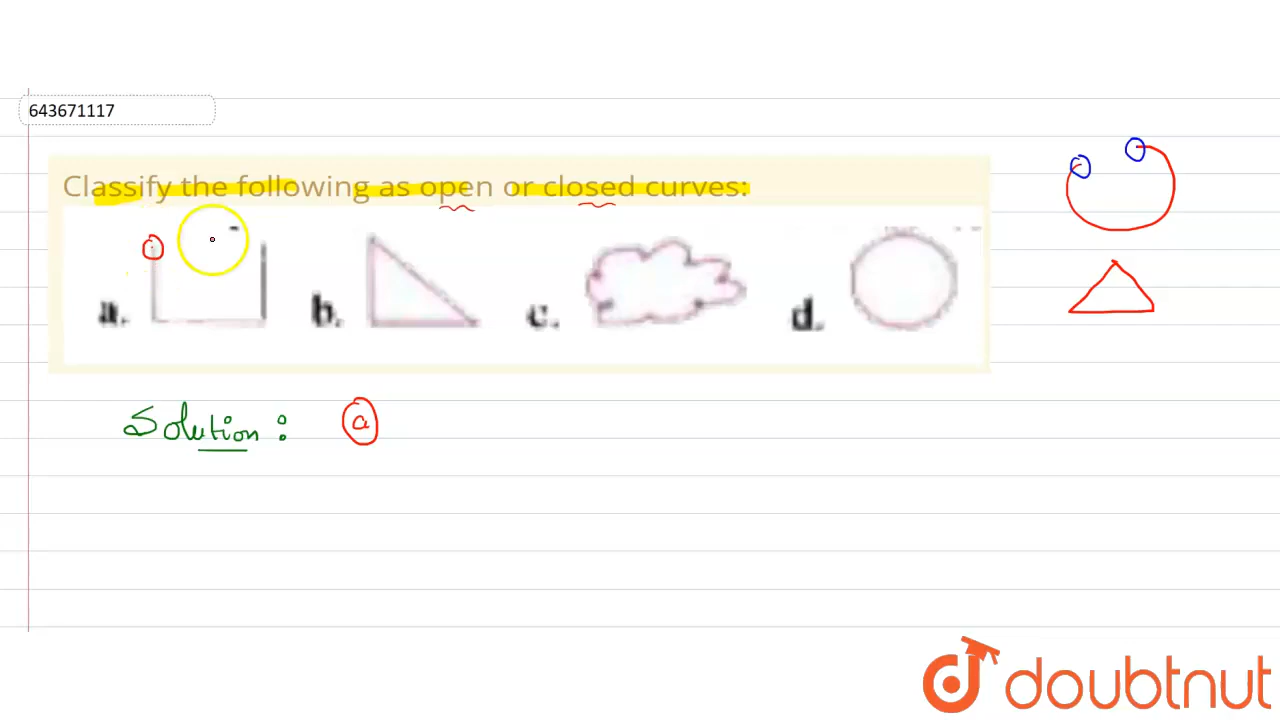 643671117
Classify the following as open or closed curves:
a. b. c. d.
Solution : a
doubtnut